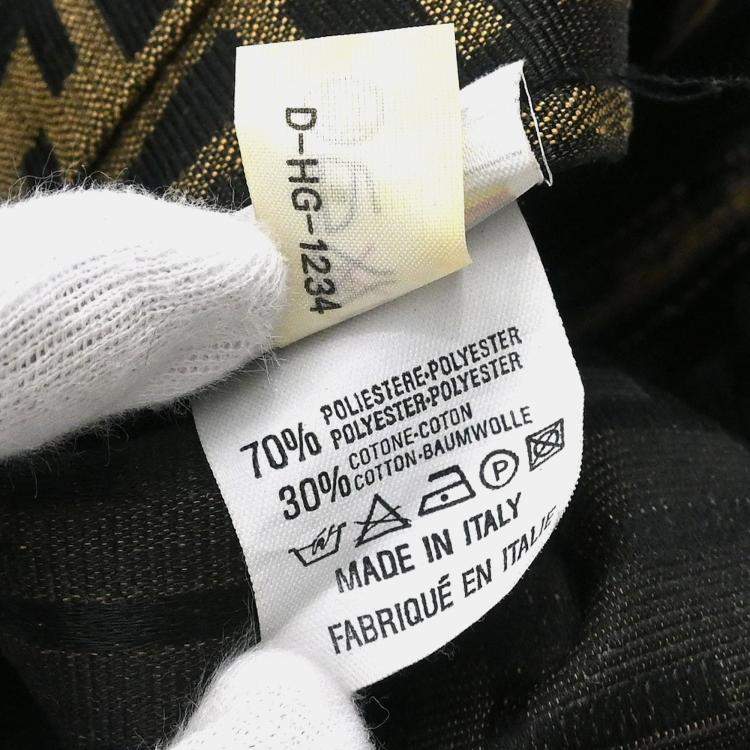 D-HG-1234
70% POLIESTERE·POLYESTER
POLYESTER·POLYESTER
30% COTONE·COTON
COTTON·BAUMWOLLE
P
MADE IN ITALY
FABRIQUÉ EN ITALIE